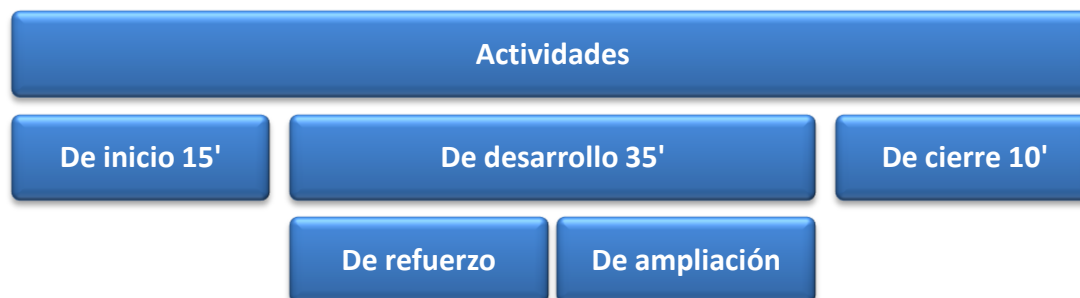 Actividades
De inicio 15'
De desarrollo 35'
De cierre 10'
De refuerzo
De ampliación